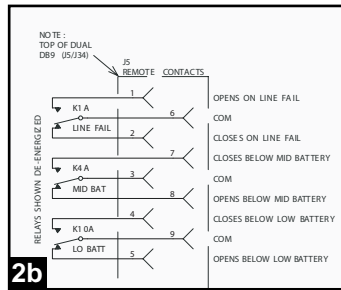 NOTE :
TOP OF DUAL
DB9 (J5/J34)
J5
REMOTE CONTACTS
1
OPENS ON LINE FAIL
K1 A
6
COM
LINE FAIL
2
CLOSES ON LINE FAIL
7
CLOSES BELOW MID BATTERY
K4 A
3
COM
MID BAT
8
OPENS BELOW MID BATTERY
4
CLOSES BELOW LOW BATTERY
K1 0A
9
COM
LO BATT
5
OPENS BELOW LOW BATTERY
RELAYS SHOWN DE-ENERGIZED
2b